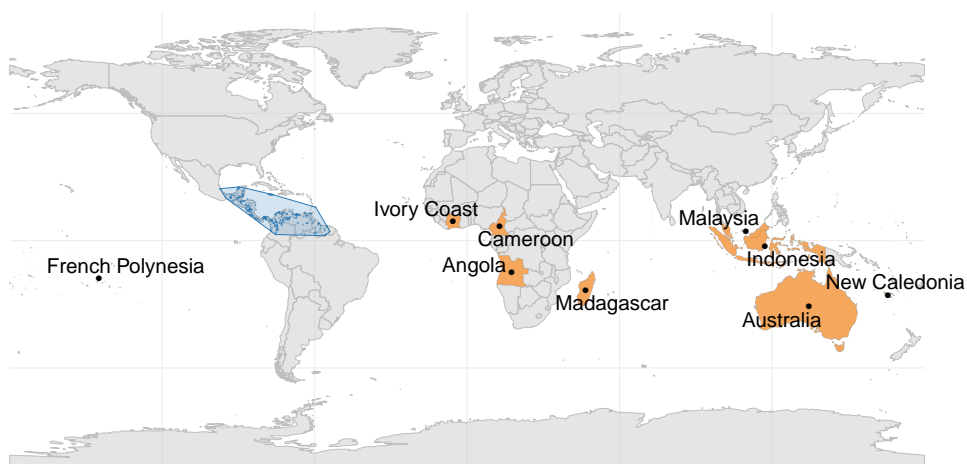 Ivory Coast
Malaysia
Cameroon
Indonesia
French Polynesia
Angola
New Caledonia
Madagascar
Australia